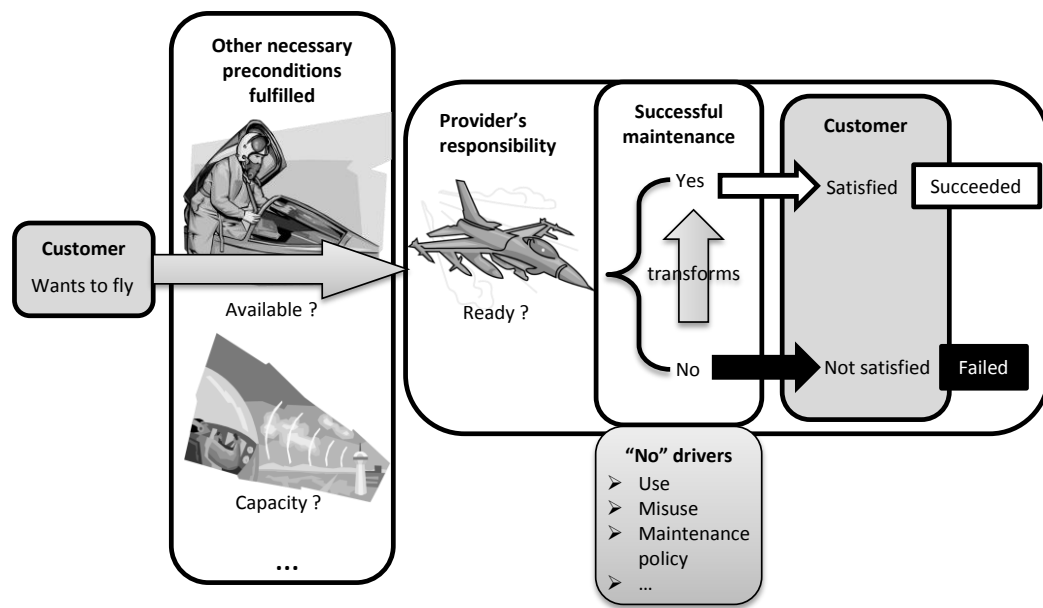 Customer
Wants to fly
Other necessary
preconditions
fulfilled
Available ?
Capacity ?
...
Provider’s
responsibility
Ready ?
Successful
maintenance
Yes
transforms
No
Customer
Satisfied
Succeeded
Not satisfied
Failed
“No” drivers
➢ Use
➢ Misuse
➢ Maintenance
policy
➢ ...